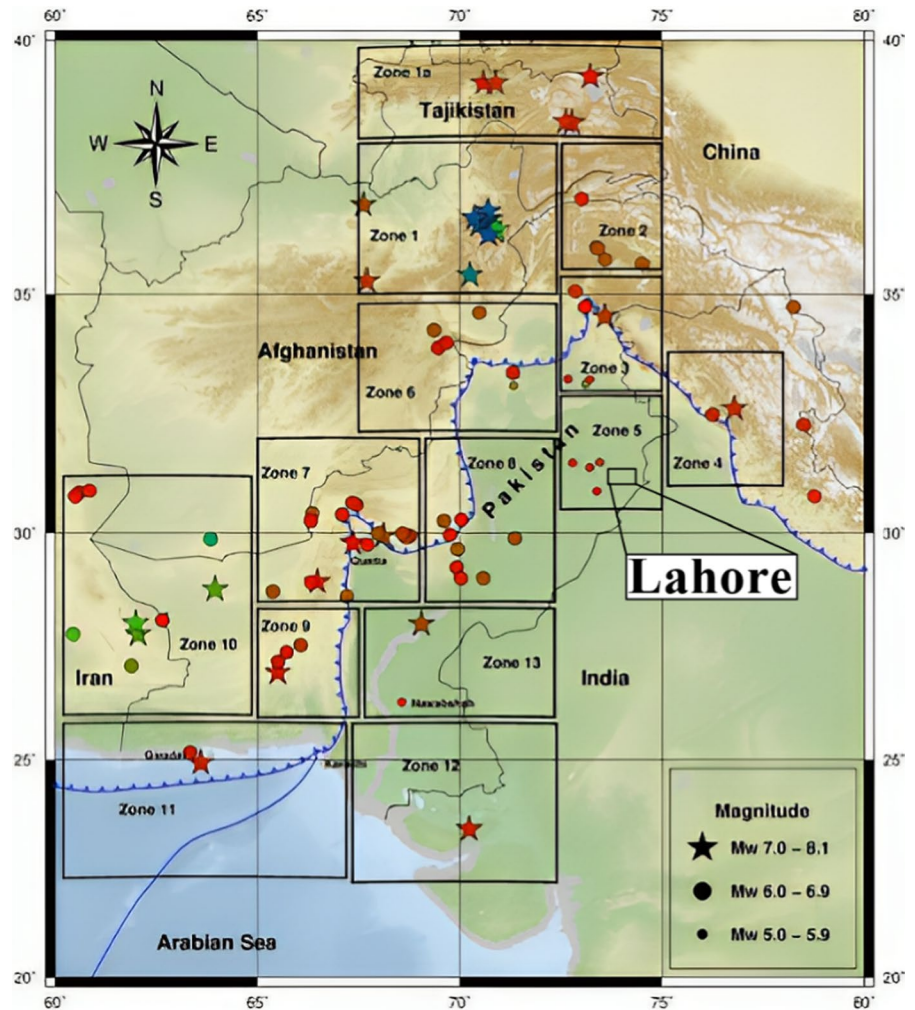 60° 65° 70° 75° 80°
40° 40°
Zone 1a
Tajikistan
N
W E
S
China
Zone 1
Zone 2
35° 35°
Afghanistan
Zone 3
Zone 6
Zone 5
Zone 4
Zone 7
Zone 8
Pakistan
30° 30°
Quetta
Lahore
Zone 9
Zone 10
Zone 13
Iran
India
Nawabshah
25° 25°
Gwadar
Karachi
Zone 12
Zone 11
Magnitude
Mw 7.0 – 8.1
Mw 6.0 – 6.9
Mw 5.0 – 5.9
Arabian Sea
20° 20°
60° 65° 70° 75° 80°